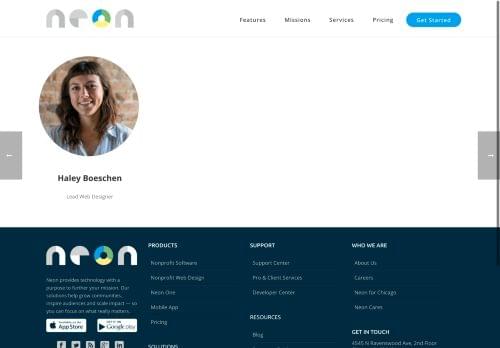 neon
Features
Missions
Services
Pricing
Get Started
←
→
Haley Boeschen
Lead Web Designer
neon
Neon provides technology with a
purpose to further your mission. Our
solutions help grow communities,
inspire audiences and scale impact — so
you can focus on what really matters.
Available on the
App Store
GET IT ON
Google play
PRODUCTS
Nonprofit Software
Nonprofit Web Design
Neon One
Mobile App
Pricing
SOLUTIONS
SUPPORT
Support Center
Pro & Client Services
Developer Center
RESOURCES
Blog
WHO WE ARE
About Us
Careers
Neon for Chicago
Neon Cares
GET IN TOUCH
4545 N Ravenswood Ave, 2nd Floor